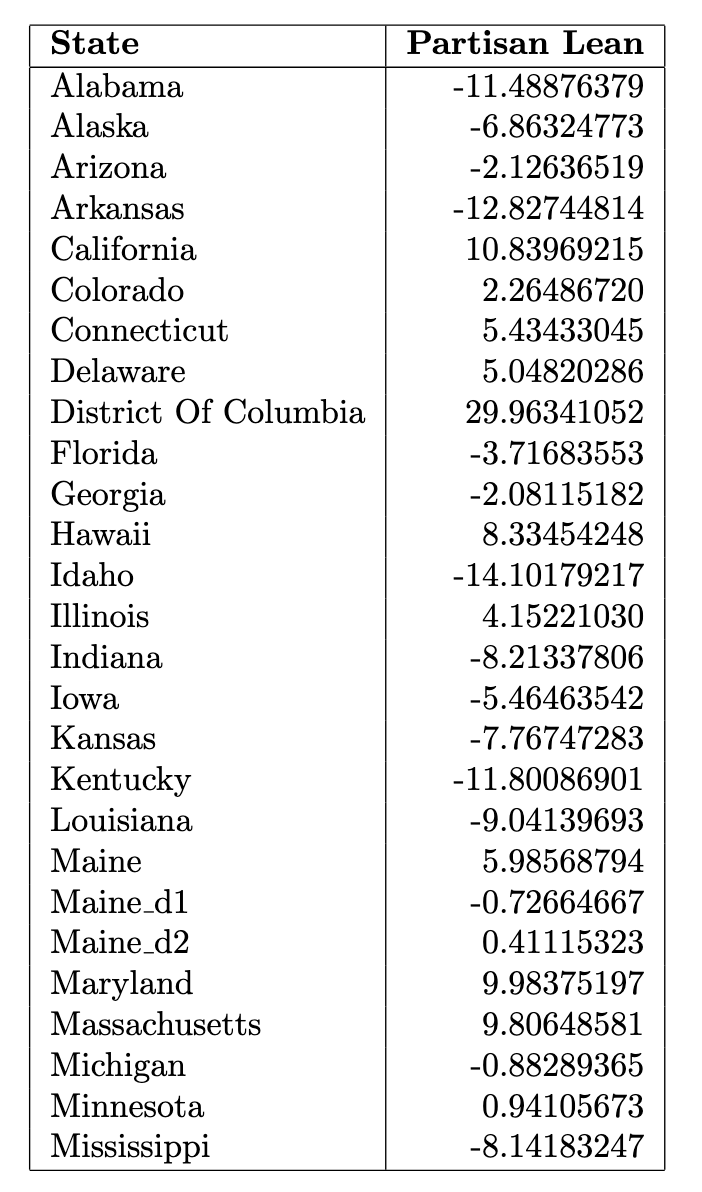 State Partisan Lean
Alabama -11.48876379
Alaska -6.86324773
Arizona -2.12636519
Arkansas -12.82744814
California 10.83969215
Colorado 2.26486720
Connecticut 5.43433045
Delaware 5.04820286
District Of Columbia 29.96341052
Florida -3.71683553
Georgia -2.08115182
Hawaii 8.33454248
Idaho -14.10179217
Illinois 4.15221030
Indiana -8.21337806
Iowa -5.46463542
Kansas -7.76747283
Kentucky -11.80086901
Louisiana -9.04139693
Maine 5.98568794
Maine_d1 -0.72664667
Maine_d2 0.41115323
Maryland 9.98375197
Massachusetts 9.80648581
Michigan -0.88289365
Minnesota 0.94105673
Mississippi -8.14183247